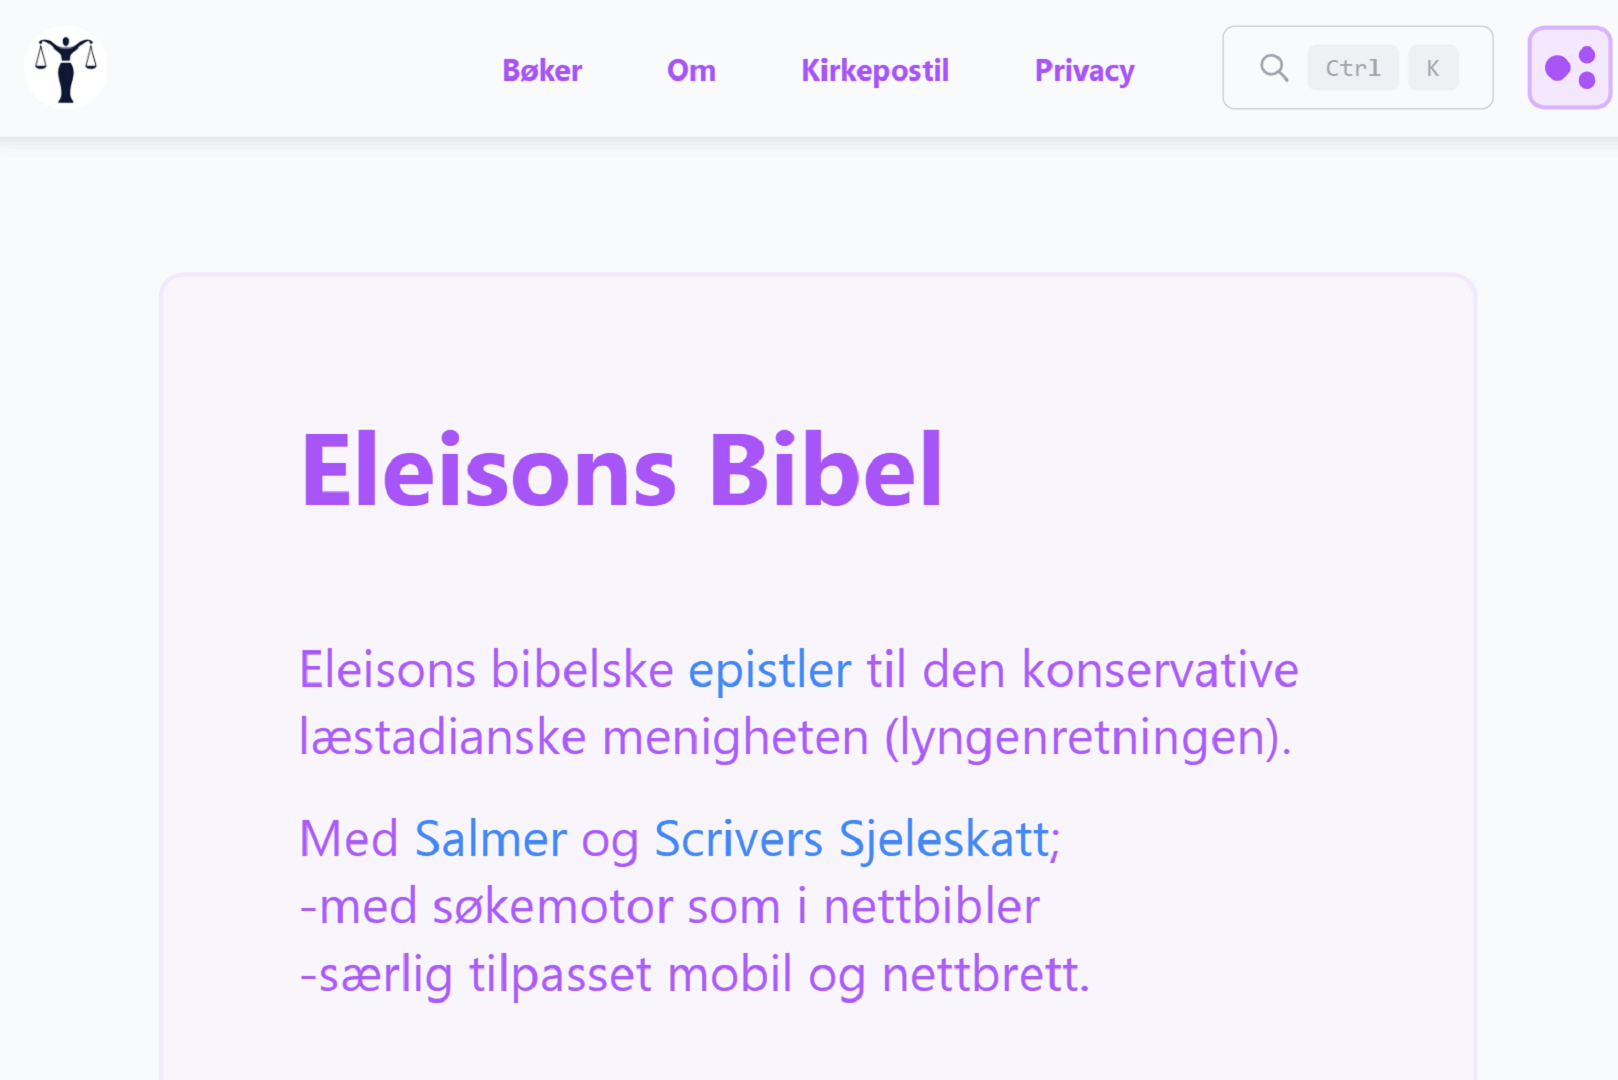 Bøker Om Kirkepostil Privacy Ctrl K
Eleisons Bibel
Eleisons bibelske epistler til den konservative
læstadianske menigheten (lyngenretningen).
Med Salmer og Scrivers Sjeleskatt;
-med søkemotor som i nettbibler
-særlig tilpasset mobil og nettbrett.